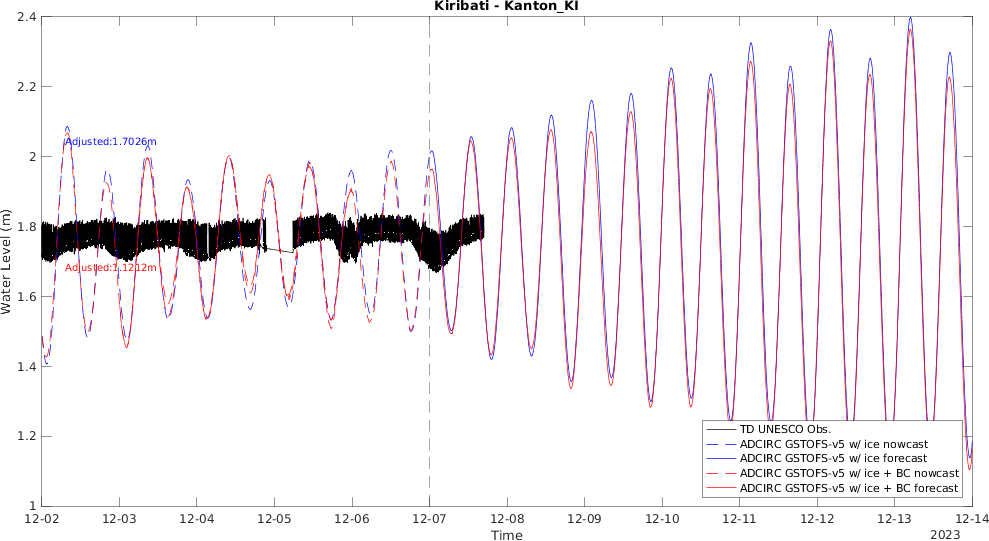 Kiribati - Kanton_KI
2.4
2.2
2
1.8
1.6
1.4
1.2
1
Water Level (m)
Adjusted:1.7026m
Adjusted:1.1212m
TD UNESCO Obs.
ADCIRC GSTOFS-v5 w/ ice nowcast
ADCIRC GSTOFS-v5 w/ ice forecast
ADCIRC GSTOFS-v5 w/ ice + BC nowcast
ADCIRC GSTOFS-v5 w/ ice + BC forecast
12-02 12-03 12-04 12-05 12-06 12-07 12-08 12-09 12-10 12-11 12-12 12-13 12-14
Time
2023